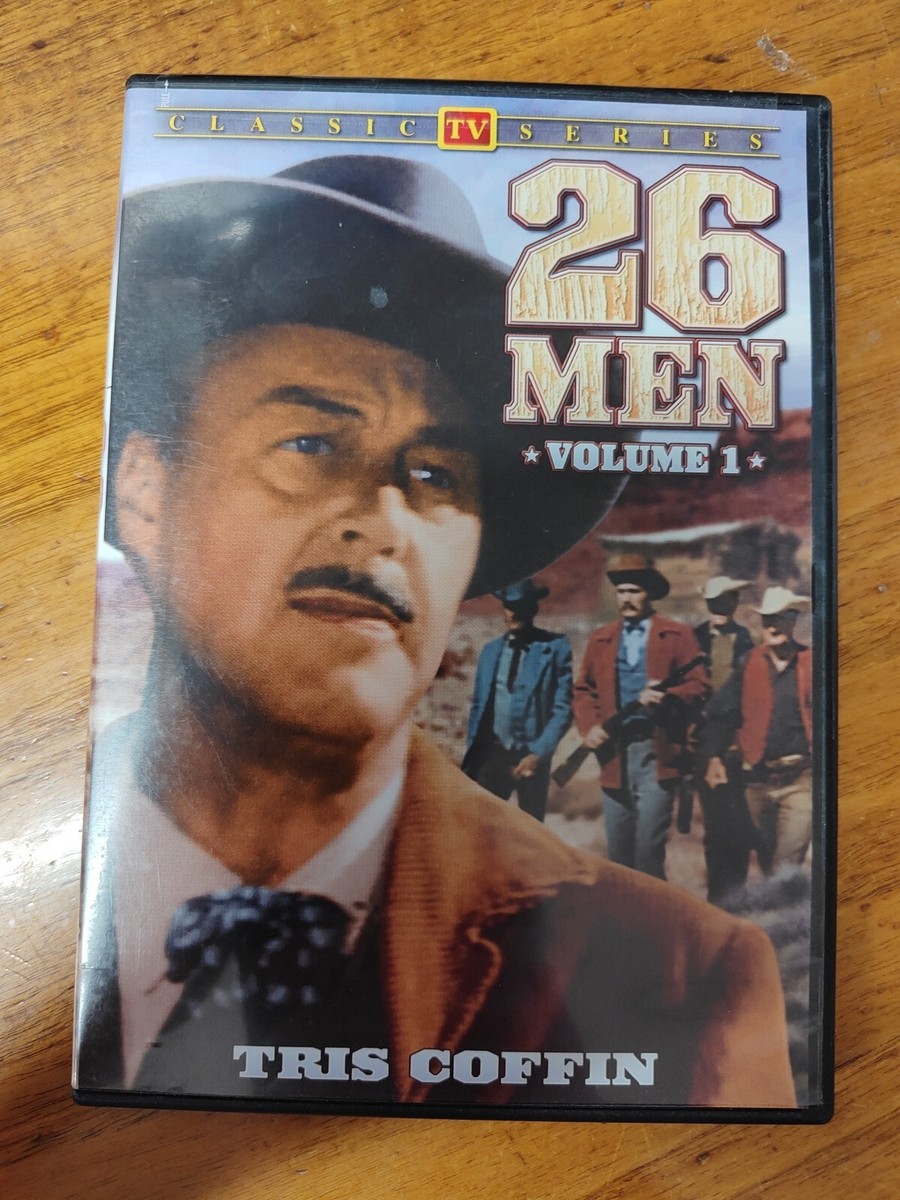 CLASSIC TV SERIES
26
MEN
★ VOLUME 1 ★
TRIS COFFIN